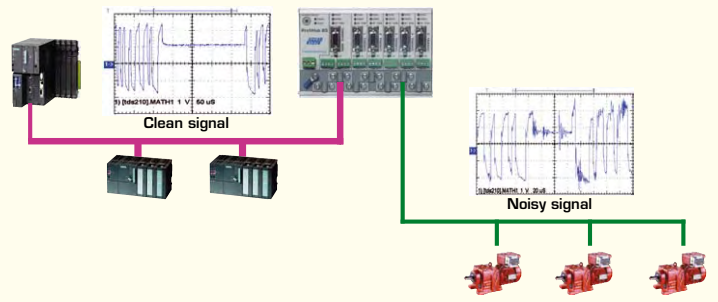 1) [tds210].MATH1 1 V 50 uS
Clean signal
1) [tds210].MATH1 1 V 20 uS
Noisy signal